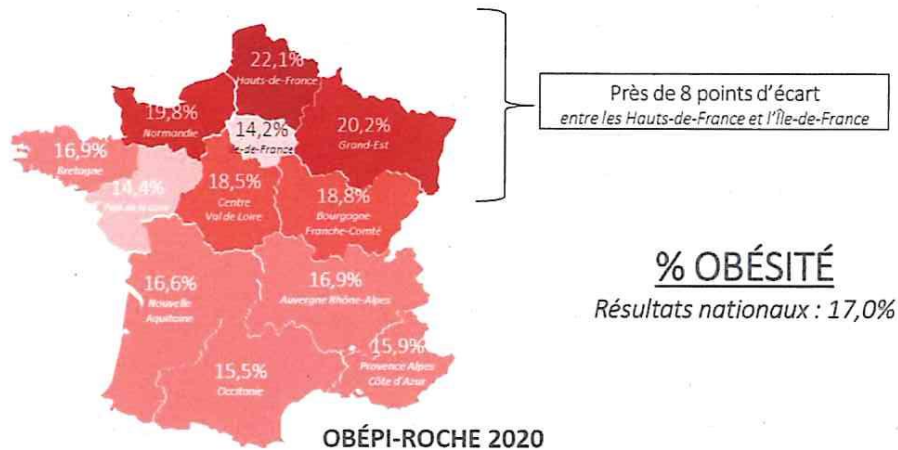 22,1%
Hauts-de-France
19,8%
Normandie
14,2%
Île-de-France
20,2%
Grand-Est
16,9%
Bretagne
14,4%
18,5%
Centre
Val de Loire
18,8%
Bourgogne
Franche-Comté
16,6%
Nouvelle
Aquitaine
16,9%
Auvergne Rhône-Alpes
15,5%
Occitanie
15,9%
Provence Alpes
Côte d'Azur
Près de 8 points d'écart
entre les Hauts-de-France et l'Île-de-France
% OBÉSITÉ
Résultats nationaux : 17,0%
OBÉPI-ROCHE 2020